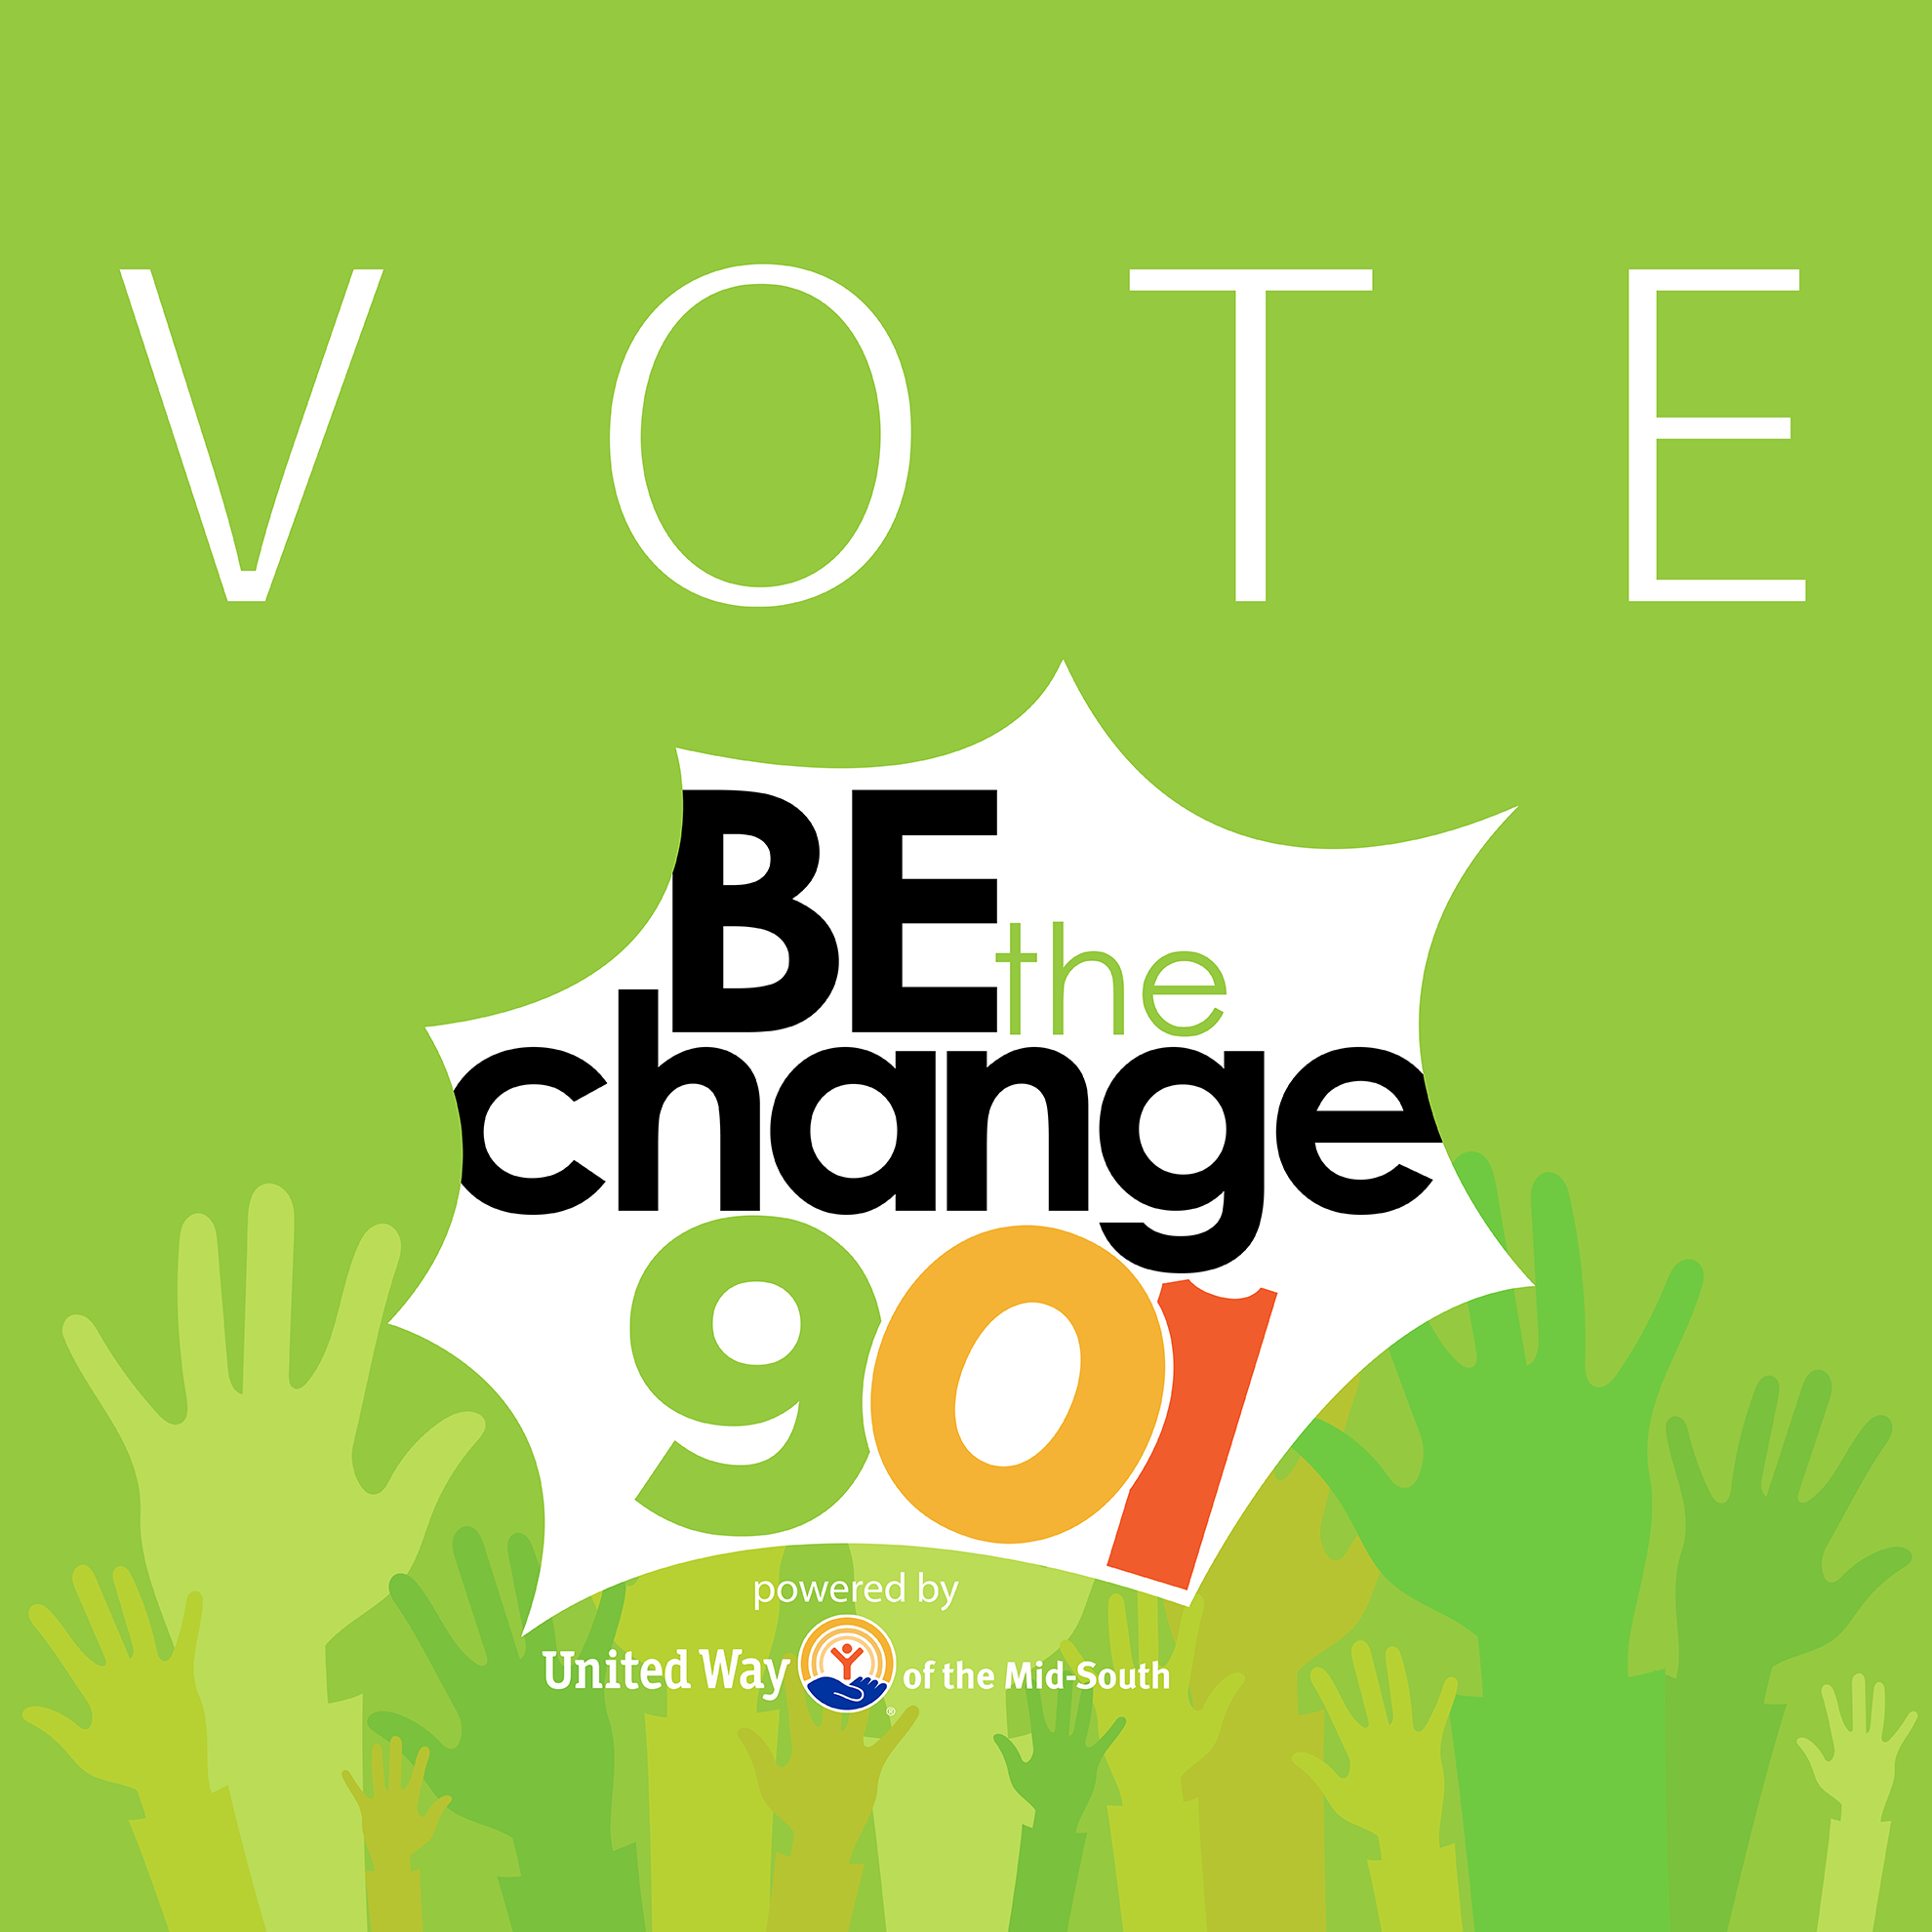 VOTE
BE the
change
901
powered by
United Way of the Mid-South
®